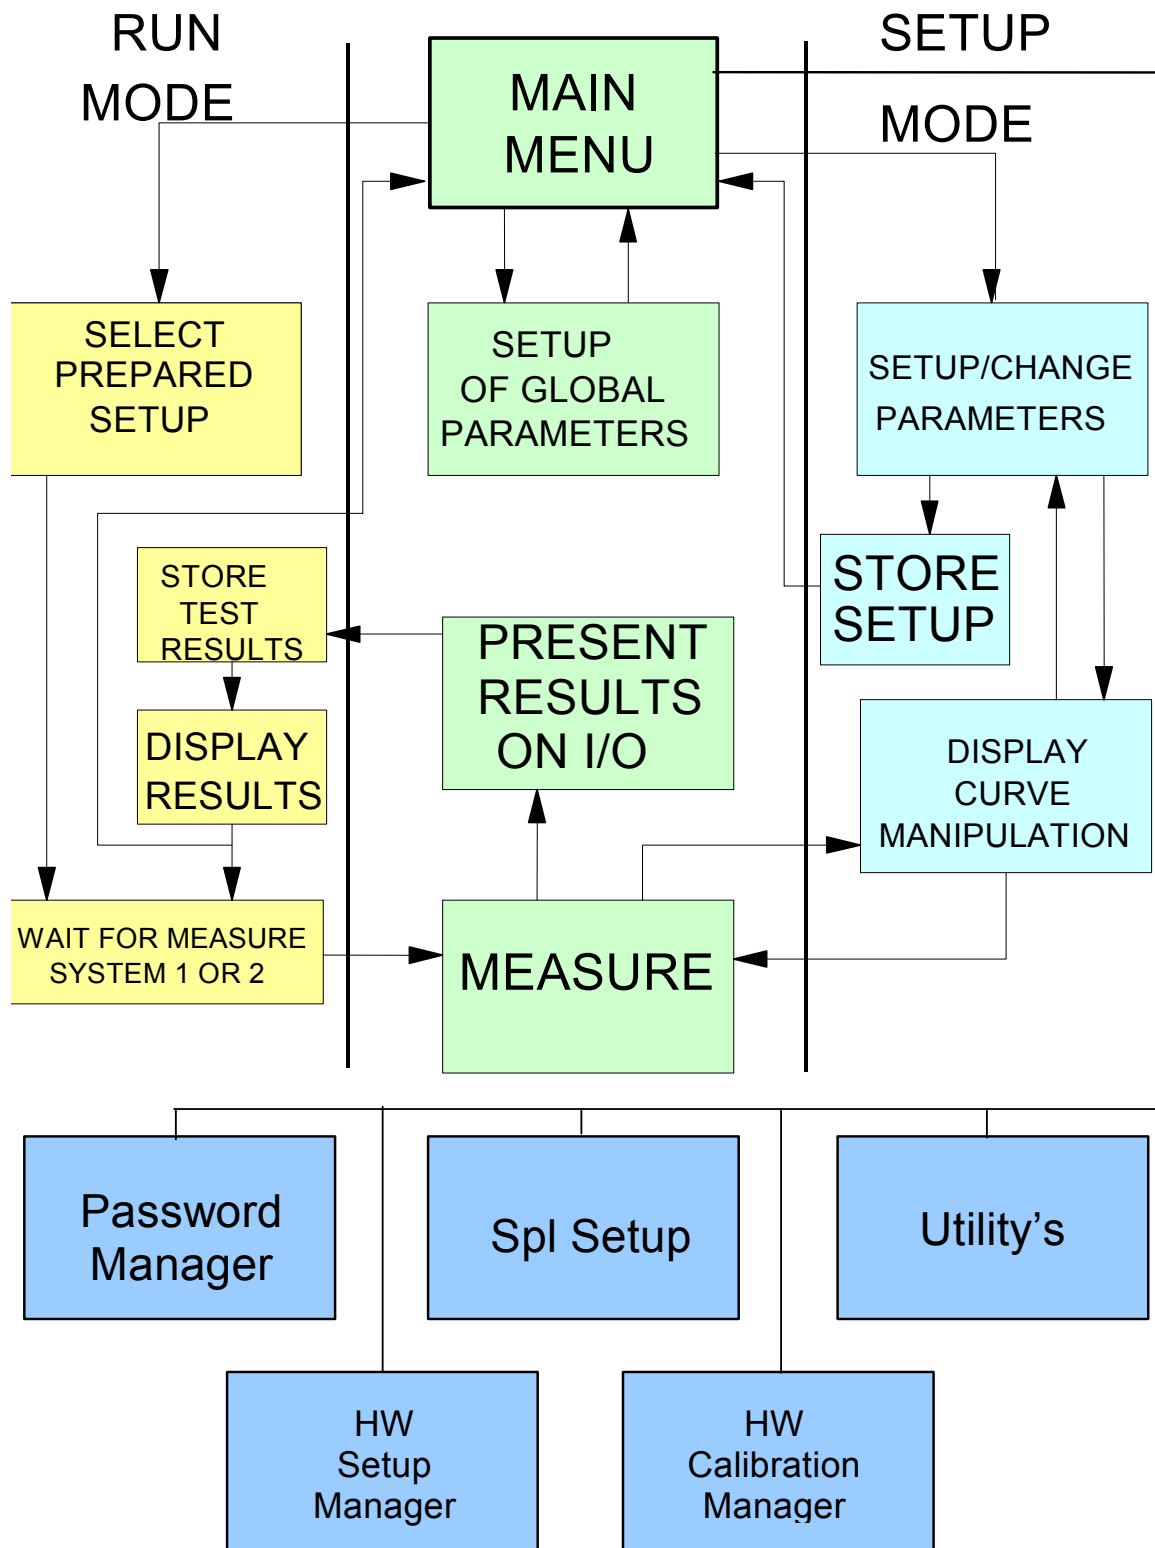 RUN
MODE
MAIN
MENU
SETUP
MODE
SELECT
PREPARED
SETUP
SETUP
OF GLOBAL
PARAMETERS
SETUP/CHANGE
PARAMETERS
STORE
TEST
RESULTS
PRESENT
RESULTS
ON I/O
STORE
SETUP
DISPLAY
RESULTS
DISPLAY
CURVE
MANIPULATION
WAIT FOR MEASURE
SYSTEM 1 OR 2
MEASURE
Password
Manager
Spl Setup
Utility’s
HW
Setup
Manager
HW
Calibration
Manager